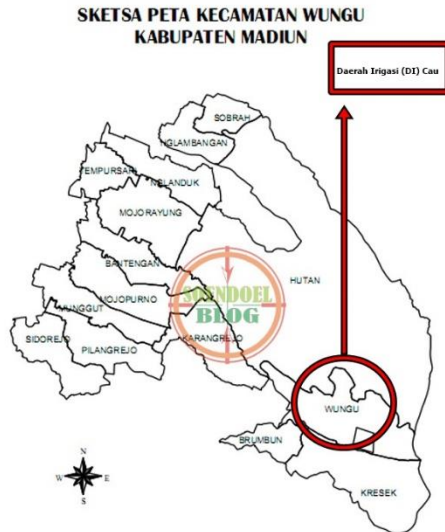 SKETSA PETA KECAMATAN WUNGU
KABUPATEN MADIUN
Daerah Irigasi (DI) Cau
SOBRAH
NGLAMBANGAN
TEMPURSARI
NGLANDUK
MOJORAYUNG
BANTENGAN
HUTAN
MOJOPURNO
SOENDOEL
BLOG
MUNGGUT
SIDOREJO
PILANGREJO
KARANGREJO
WUNGU
BRUMBUN
KRESEK
N
W E
S